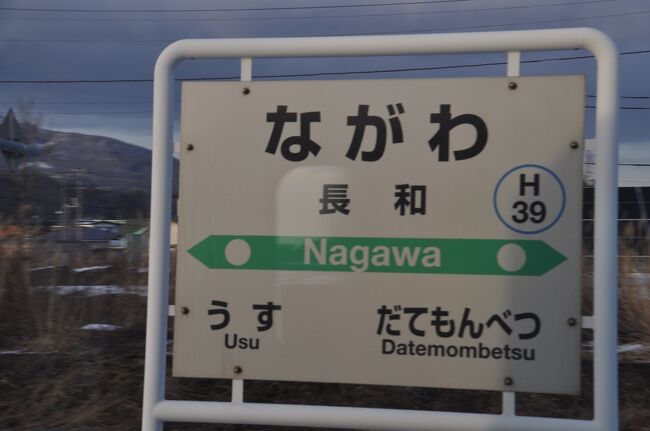 ながわ
長和
H
39
Nagawa
うす
Usu
だてもんべつ
Datemombetsu